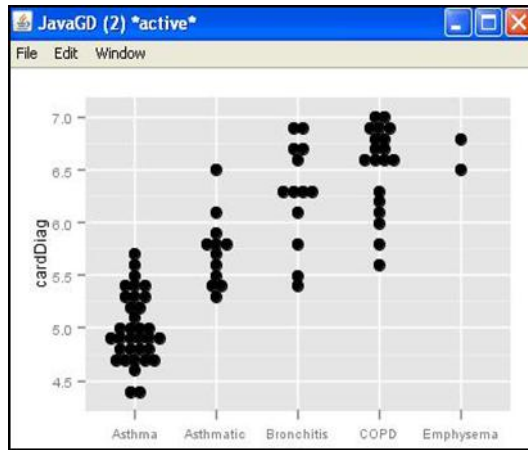 JavaGD (2) *active*
File Edit Window
cardDiag
7.0
6.5
6.0
5.5
5.0
4.5
Asthma Asthmatic Bronchitis COPD Emphysema